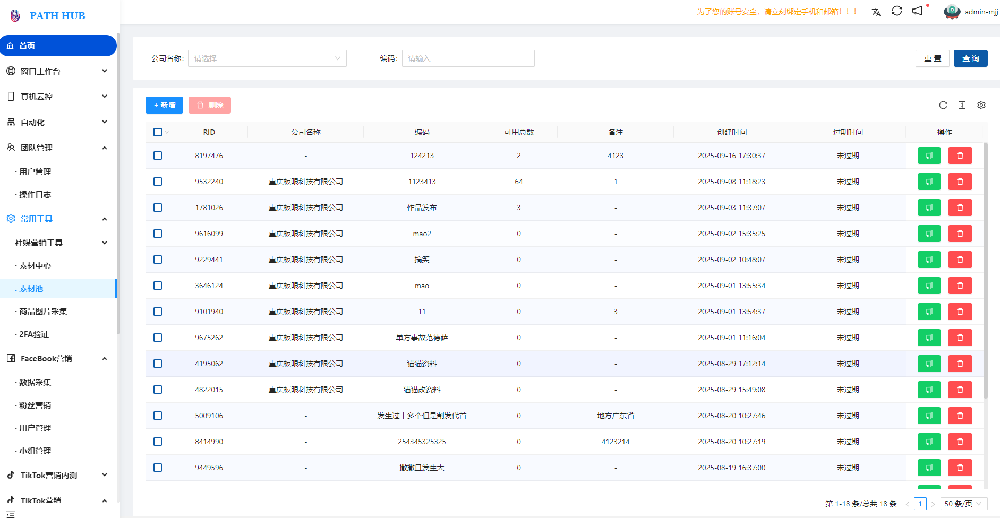 PATH HUB
为了您的账号安全，请立刻绑定手机和邮箱！！！
admin-mjj
首页
窗口工作台
真机云控
自动化
团队管理
· 用户管理
· 操作日志
常用工具
社媒营销工具
· 素材中心
· 素材池
· 商品图片采集
· 2FA验证
FaceBook营销
· 数据采集
· 粉丝营销
· 用户管理
· 小组管理
TikTok营销内测
TikTok营销
公司名称: 请选择 编码: 请输入 重 置 查 询
+ 新增 删除
RID 公司名称 编码 可用总数 备注 创建时间 过期时间 操作
8197476 - 124213 2 4123 2025-09-16 17:30:37 未过期
9532240 重庆板眼科技有限公司 1123413 64 1 2025-09-08 11:18:23 未过期
1781026 重庆板眼科技有限公司 作品发布 3 - 2025-09-03 11:37:07 未过期
9616099 重庆板眼科技有限公司 mao2 0 - 2025-09-02 15:35:25 未过期
9229441 重庆板眼科技有限公司 搞笑 0 - 2025-09-02 10:48:07 未过期
3646124 重庆板眼科技有限公司 mao 0 - 2025-09-01 13:55:34 未过期
9101940 重庆板眼科技有限公司 11 0 3 2025-09-01 13:54:37 未过期
9675262 重庆板眼科技有限公司 单方事故范德萨 0 - 2025-09-01 11:16:04 未过期
4195062 重庆板眼科技有限公司 猫猫资料 0 - 2025-08-29 17:12:14 未过期
4822015 重庆板眼科技有限公司 猫猫改资料 0 - 2025-08-29 15:49:08 未过期
5009106 - 发生过十多个但是割发代首 0 地方广东省 2025-08-20 10:27:46 未过期
8414990 - 254345325325 0 4123214 2025-08-20 10:27:19 未过期
9449596 - 撒撒且发生大 0 - 2025-08-19 16:37:00 未过期
第 1-18 条/总共 18 条 < 1 > 50 条/页